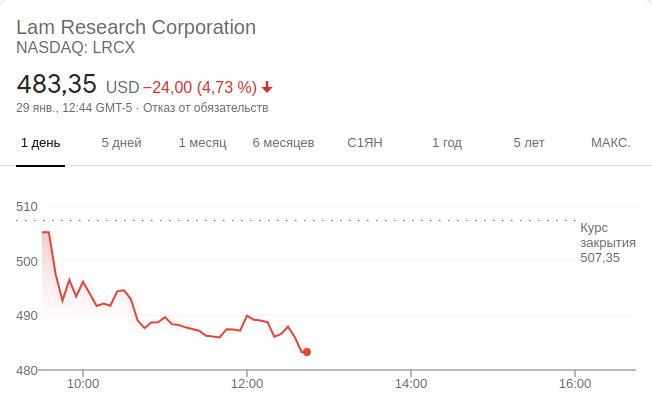 Lam Research Corporation
NASDAQ: LRCX
483,35 USD −24,00 (4,73 %)
29 янв., 12:44 GMT-5 · Отказ от обязательств
1 день 5 дней 1 месяц 6 месяцев С1ЯН 1 год 5 лет МАКС.
510
Курс
закрытия
507,35
500
490
480
10:00 12:00 14:00 16:00